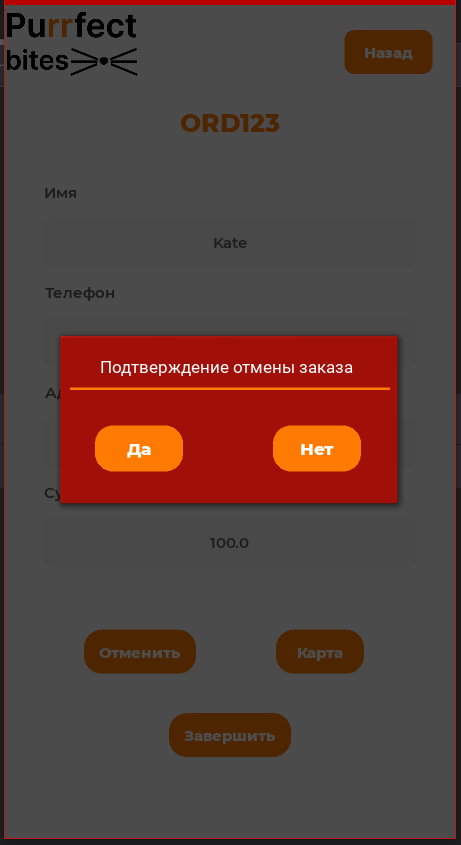 Purrfect
bites
Назад
ORD123
Имя
Kate
Телефон
Подтверждение отмены заказа
Да
Нет
100.0
Отменить
Карта
Завершить